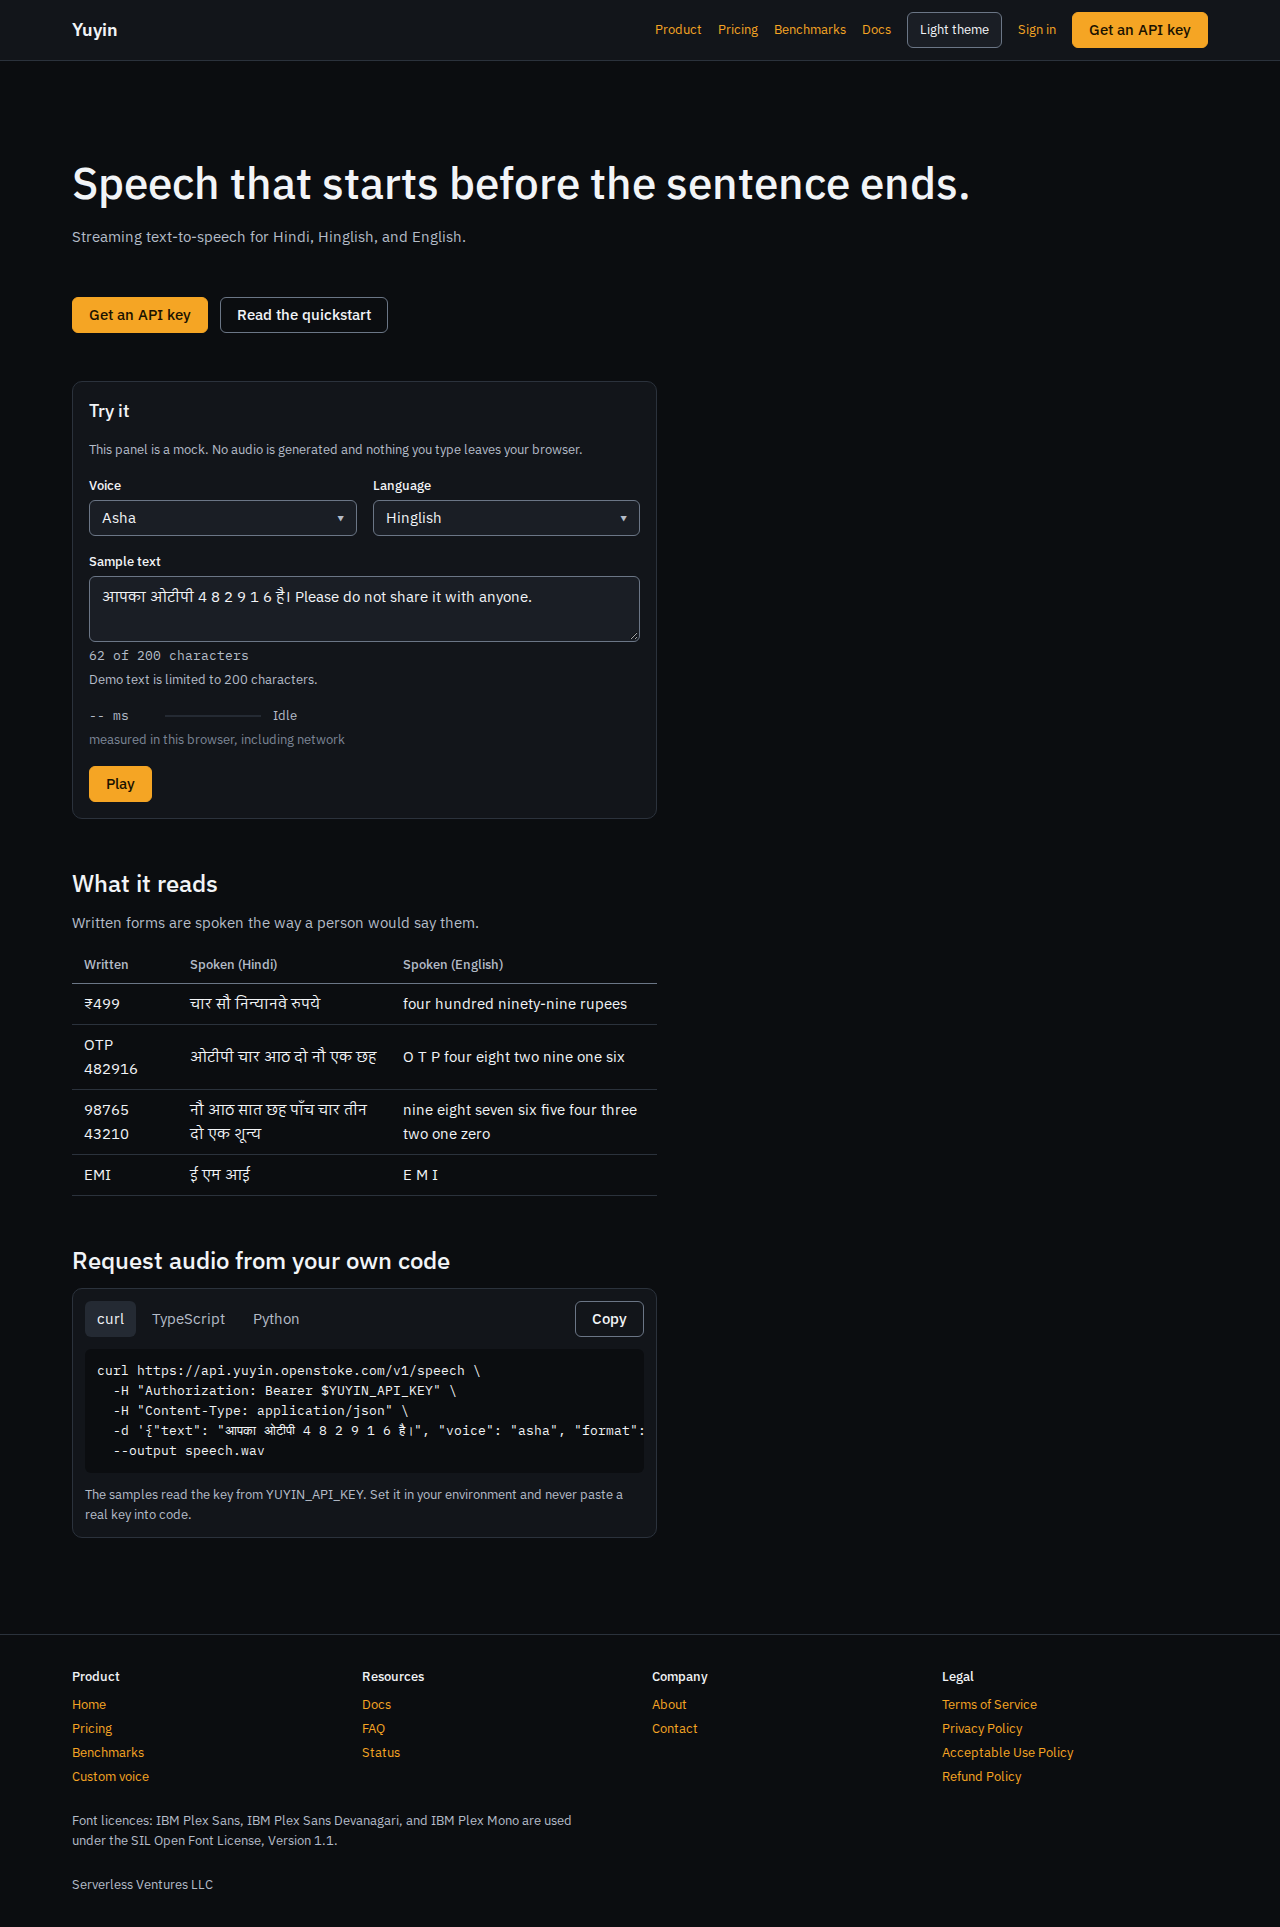 Yuyin
Product Pricing Benchmarks Docs Light theme Sign in Get an API key
Speech that starts before the sentence ends.
Streaming text-to-speech for Hindi, Hinglish, and English.
Get an API key Read the quickstart
Try it
This panel is a mock. No audio is generated and nothing you type leaves your browser.
Voice Language
Asha Hinglish
Sample text
आपका ओटीपी 4 8 2 9 1 6 है। Please do not share it with anyone.
62 of 200 characters
Demo text is limited to 200 characters.
-- ms Idle
measured in this browser, including network
Play
What it reads
Written forms are spoken the way a person would say them.
Written Spoken (Hindi) Spoken (English)
₹499 चार सौ निन्यानवे रुपये four hundred ninety-nine rupees
OTP
482916 ओटीपी चार आठ दो नौ एक छह O T P four eight two nine one six
98765 नौ आठ सात छह पाँच चार तीन nine eight seven six five four three
43210 दो एक शून्य two one zero
EMI ई एम आई E M I
Request audio from your own code
curl TypeScript Python Copy
curl https://api.yuyin.openstoke.com/v1/speech \
-H "Authorization: Bearer $YUYIN_API_KEY" \
-H "Content-Type: application/json" \
-d '{"text": "आपका ओटीपी 4 8 2 9 1 6 है।", "voice": "asha", "format":
--output speech.wav
The samples read the key from YUYIN_API_KEY. Set it in your environment and never paste a
real key into code.
Product Resources Company Legal
Home Docs About Terms of Service
Pricing FAQ Contact Privacy Policy
Benchmarks Status Acceptable Use Policy
Custom voice Refund Policy
Font licences: IBM Plex Sans, IBM Plex Sans Devanagari, and IBM Plex Mono are used
under the SIL Open Font License, Version 1.1.
Serverless Ventures LLC